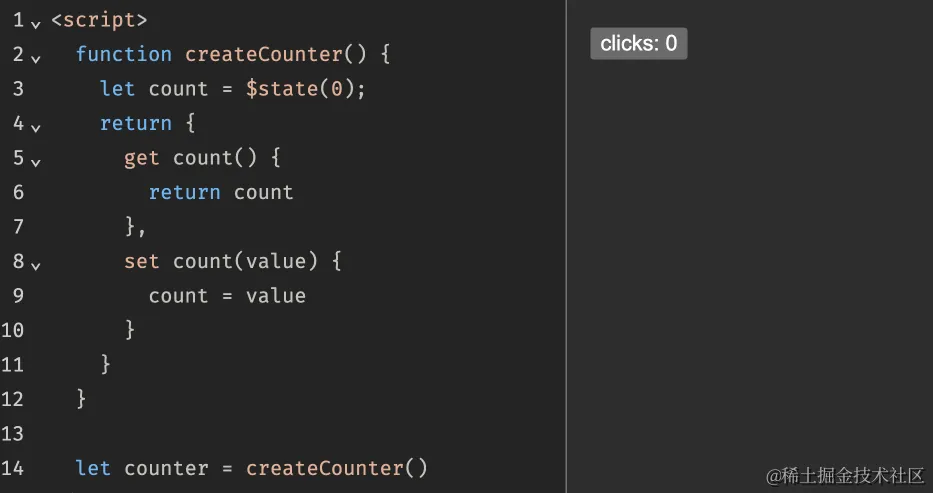 1 <script>
2 function createCounter() {
3 let count = $state(0);
4 return {
5 get count() {
6 return count
7 },
8 set count(value) {
9 count = value
10 }
11 }
12 }
13
14 let counter = createCounter()
clicks: 0
@稀土掘金技术社区